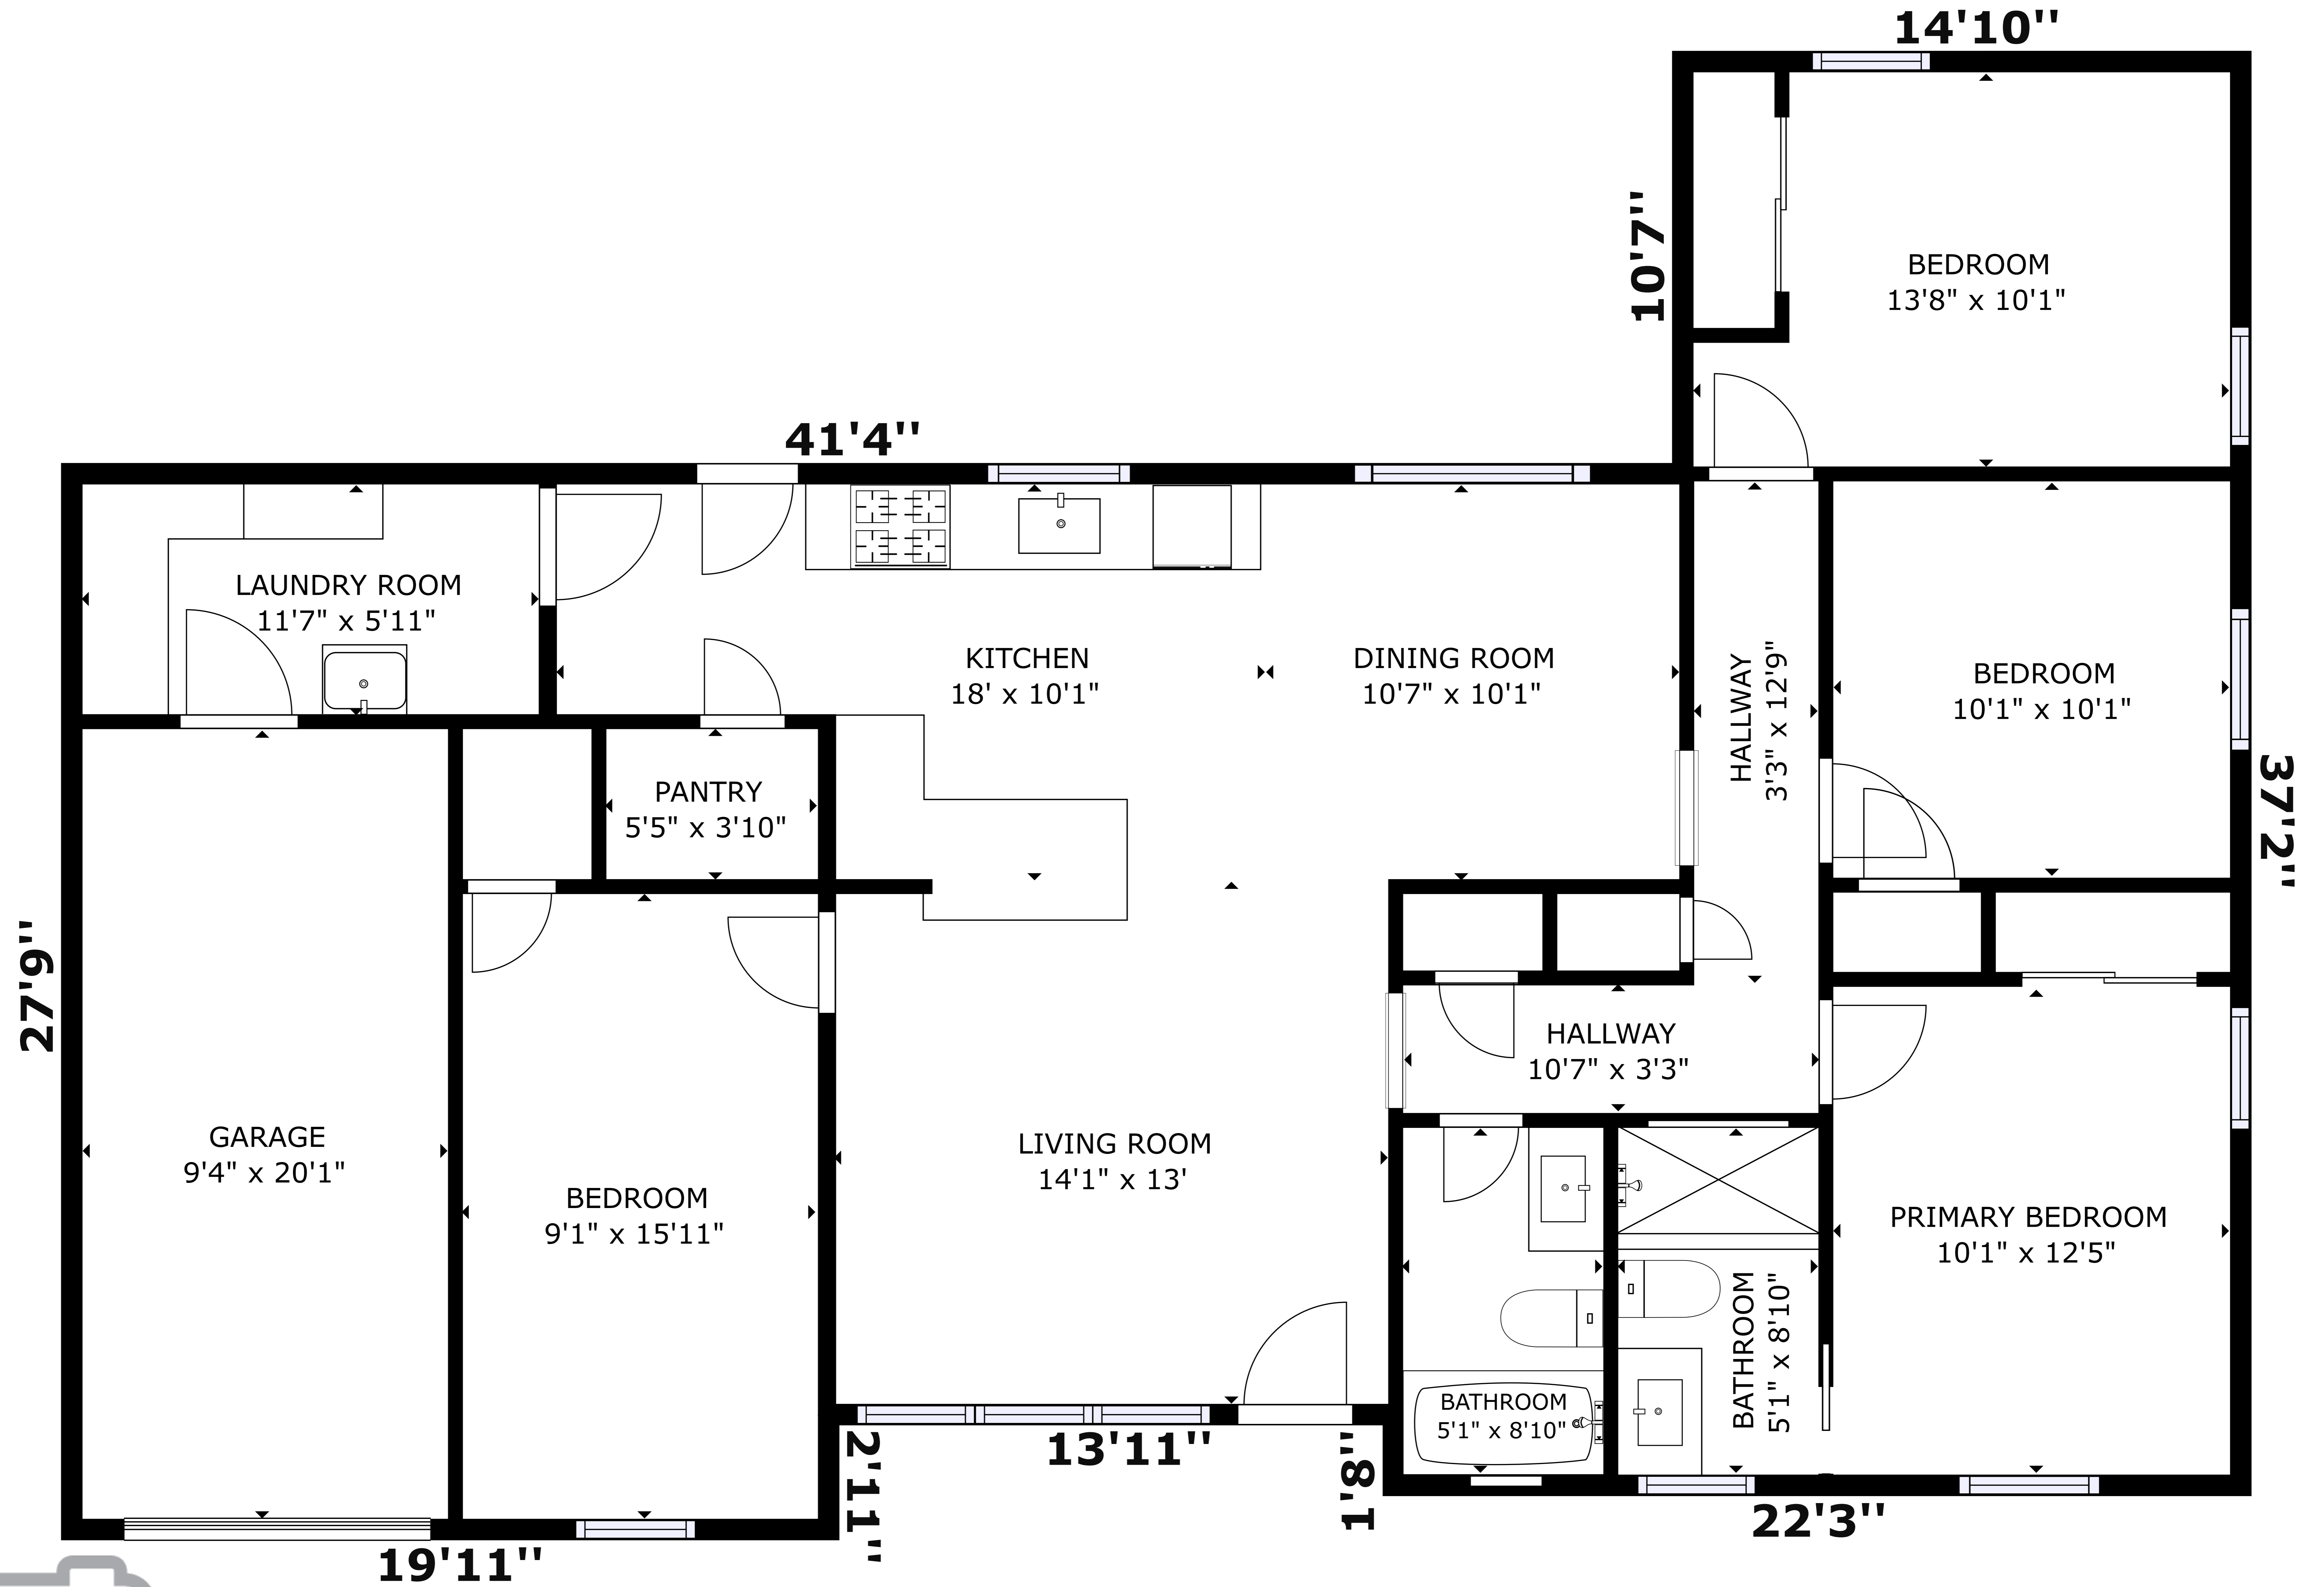 14'10''
10'7''
BEDROOM
13'8" x 10'1"
41'4''
LAUNDRY ROOM
11'7" x 5'11"
KITCHEN
18' x 10'1"
DINING ROOM
10'7" x 10'1"
HALLWAY
3'3" x 12'9"
BEDROOM
10'1" x 10'1"
37'2''
PANTRY
5'5" x 3'10"
27'9''
GARAGE
9'4" x 20'1"
BEDROOM
9'1" x 15'11"
LIVING ROOM
14'1" x 13'
HALLWAY
10'7" x 3'3"
PRIMARY BEDROOM
10'1" x 12'5"
BATHROOM
5'1" x 8'10"
BATHROOM
5'1" x 8'10"
2'11''
13'11''
1'8''
22'3''
19'11''